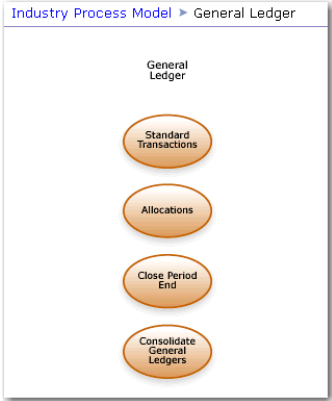 Industry Process Model ► General Ledger
General
Ledger
Standard
Transactions
Allocations
Close Period
End
Consolidate
General
Ledgers